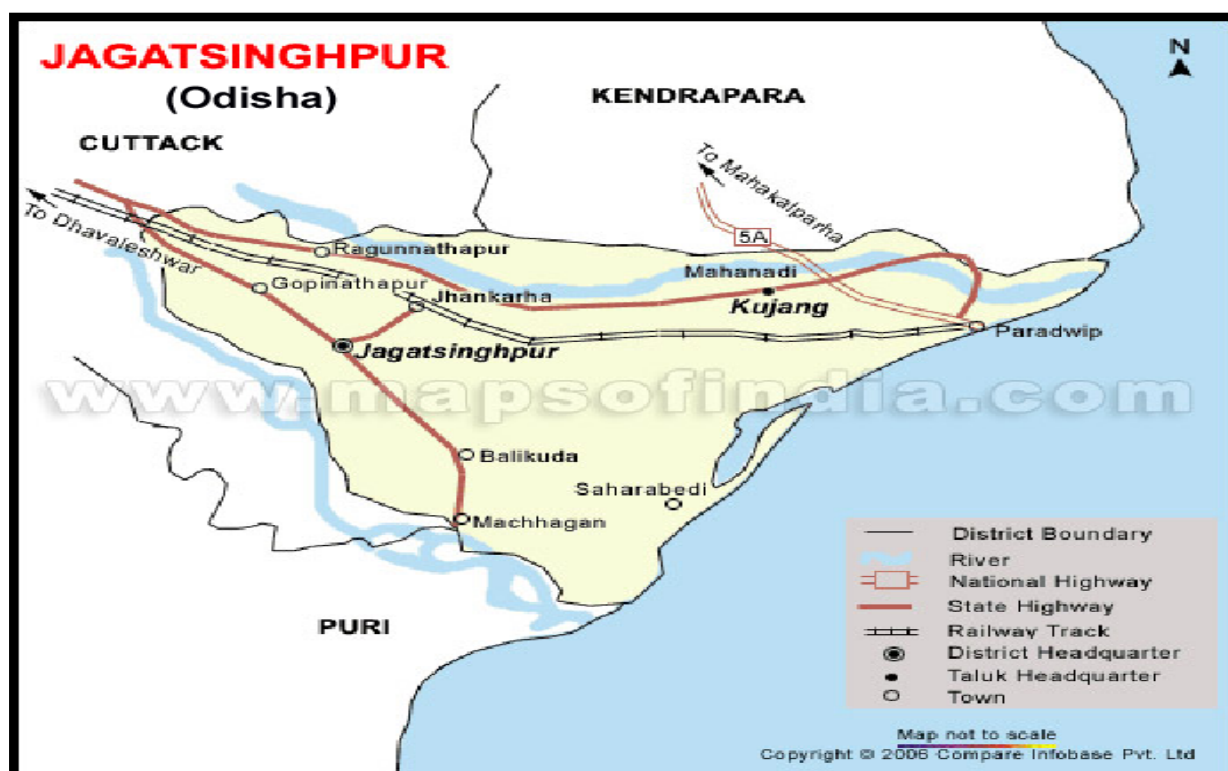 JAGATSINGHPUR
(Odisha)
N
KENDRAPARA
CUTTACK
To Mahakalparha
To Dhavaleshwar
5A
Ragunnathapur
Mahanadi
Gopinathapur
Jhankarha
Kujang
Paradwip
Jagatsinghpur
www.mapsofindia.com
Balikuda
Saharabedi
Machhagan
PURI
District Boundary
River
National Highway
State Highway
Railway Track
District Headquarter
Taluk Headquarter
Town
Map not to scale
Copyright © 2006 Compare Infobase Pvt. Ltd